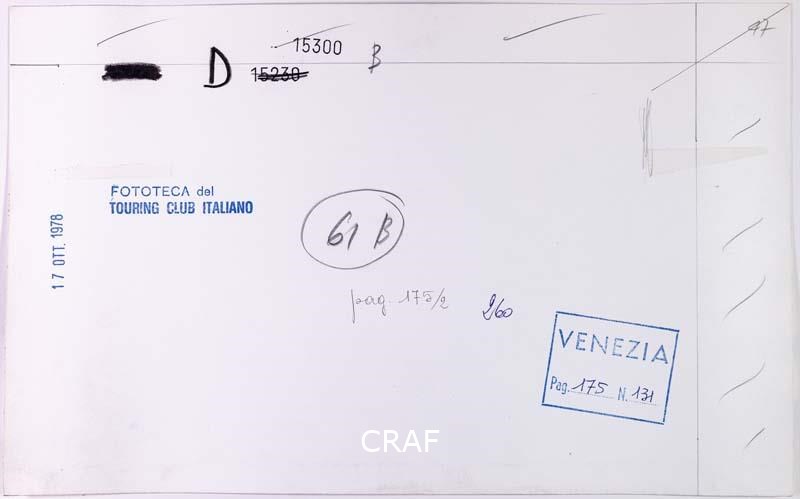 47
15300
D
15230
B
FOTOTECA del
TOURING CLUB ITALIANO
17 OTT. 1978
61 B
pag. 175/2
260
VENEZIA
Pag. 175 N. 131
CRAF